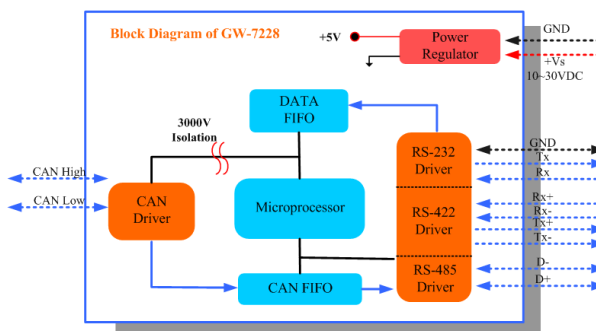 Block Diagram of GW-7228
+5V
Power
Regulator
GND
+Vs
10~30VDC
DATA
FIFO
3000V
Isolation
CAN High
CAN Low
CAN
Driver
Microprocessor
CAN FIFO
RS-232
Driver
RS-422
Driver
RS-485
Driver
GND
Tx
Rx
Rx+
Rx-
Tx+
Tx-
D-
D+